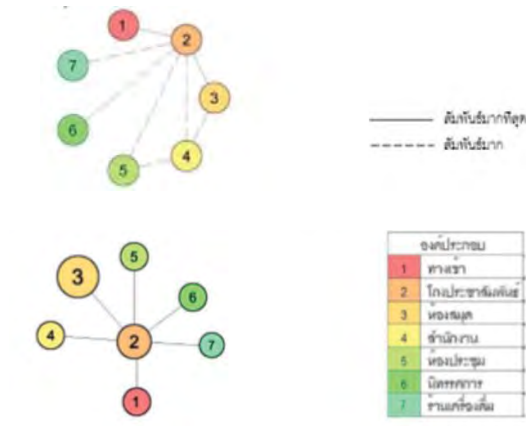 1
2
7
3
6
4
5
สัมพันธ์มากที่สุด
สัมพันธ์มาก
5
3
6
4
2
7
1
องค์ประกอบ
1 ทางเข้า
2 โถงประชาสัมพันธ์
3 ห้องสมุด
4 สำนักงาน
5 ห้องประชุม
6 นิทรรศการ
7 ร้านเครื่องดื่ม